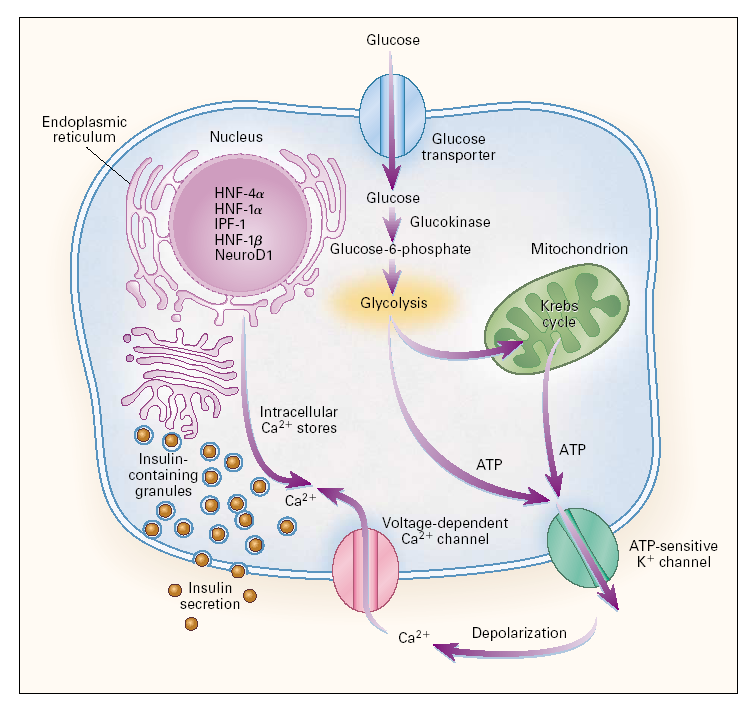 Glucose
Endoplasmic
reticulum
Nucleus
Glucose
transporter
HNF-4α
HNF-1α
IPF-1
HNF-1β
NeuroD1
Glucose
Glucokinase
Glucose-6-phosphate
Mitochondrion
Glycolysis
Krebs
cycle
Intracellular
Ca2+ stores
ATP
ATP
Insulin-
containing
granules
Ca2+
Voltage-dependent
Ca2+ channel
ATP-sensitive
K+ channel
Insulin
secretion
Ca2+
Depolarization